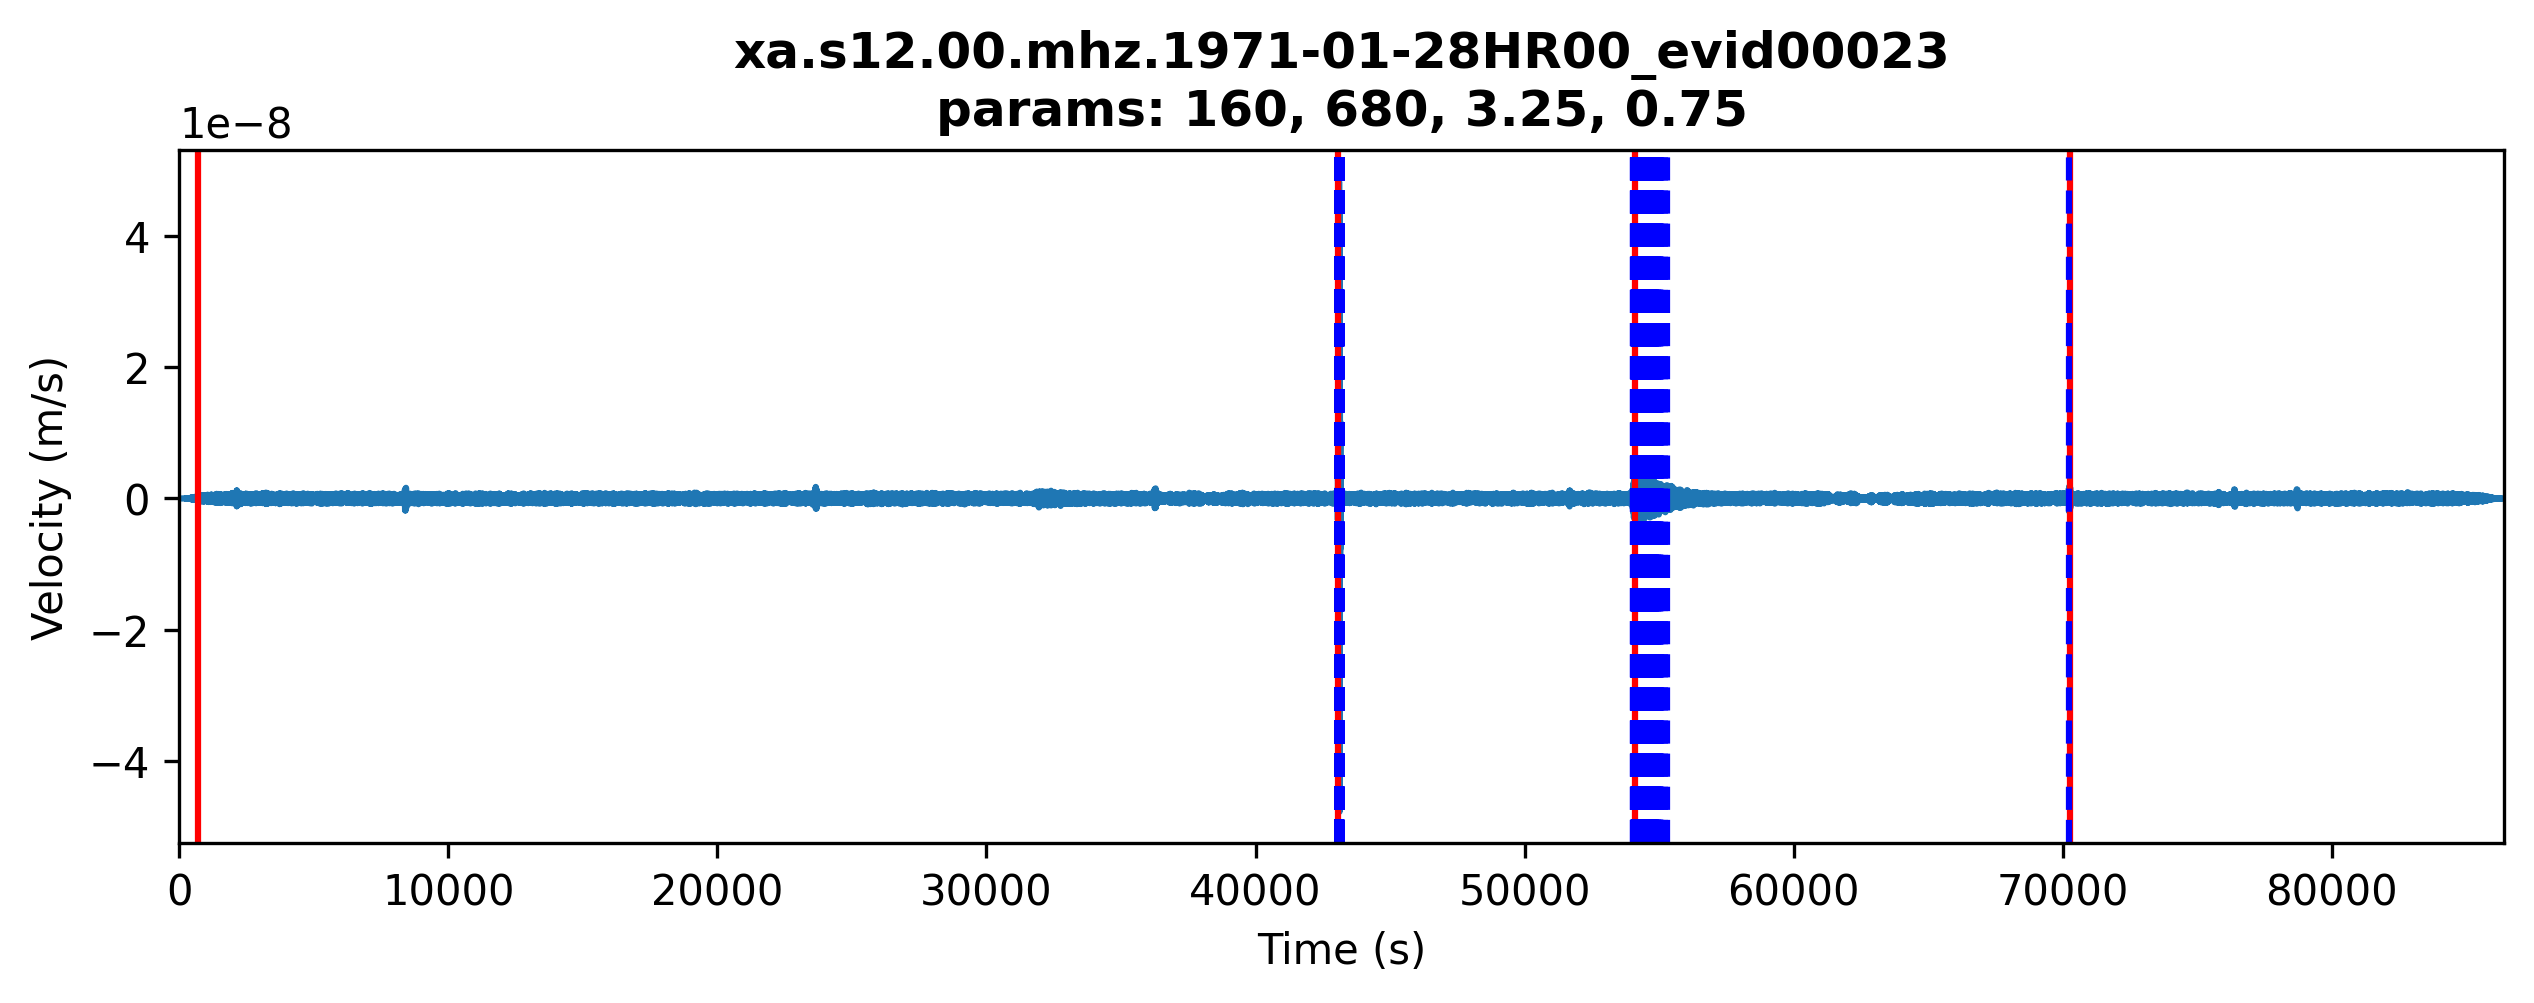 xa.s12.00.mhz.1971-01-28HR00_evid00023
params: 160, 680, 3.25, 0.75
1e−8
4
2
0
−2
−4
Velocity (m/s)
0 10000 20000 30000 40000 50000 60000 70000 80000
Time (s)